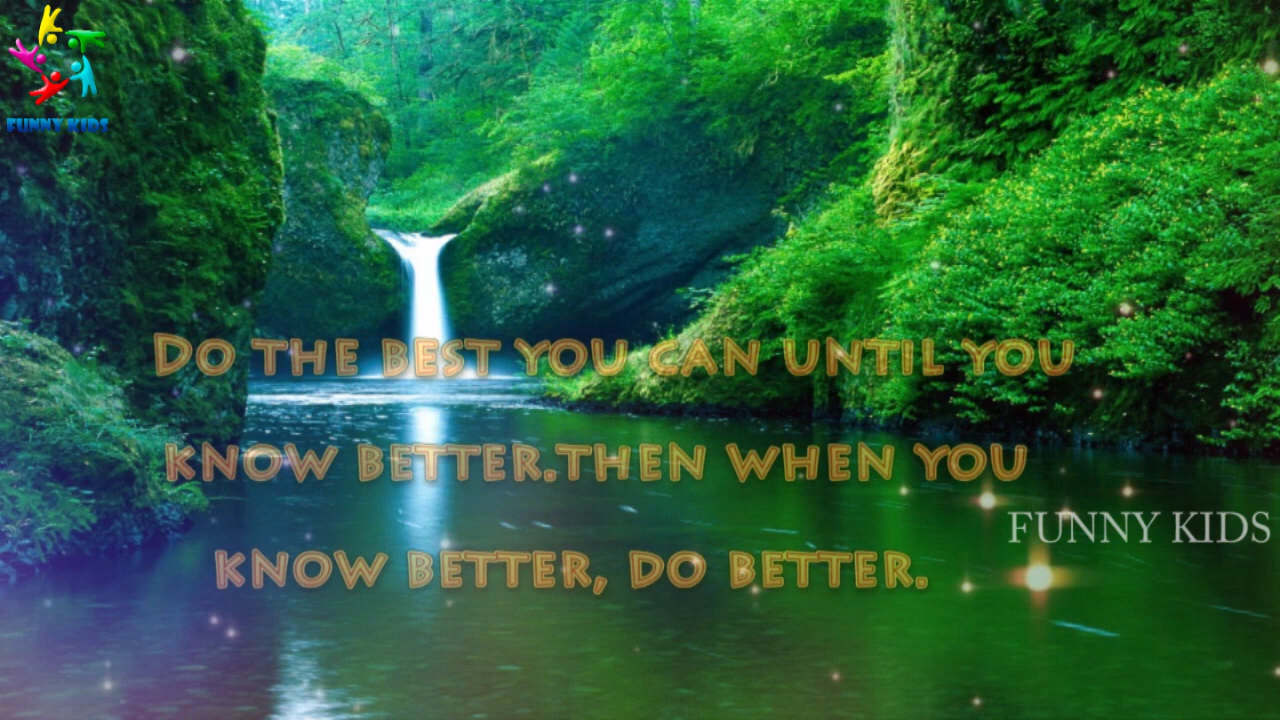 FUNNY KIDS
DO THE BEST YOU CAN UNTIL YOU
KNOW BETTER.THEN WHEN YOU
FUNNY KIDS
KNOW BETTER, DO BETTER.